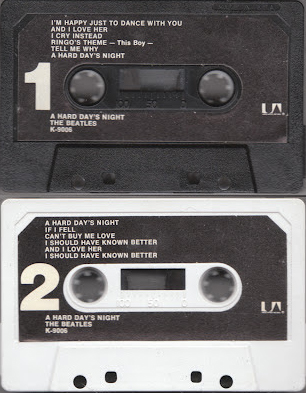 I'M HAPPY JUST TO DANCE WITH YOU
AND I LOVE HER
I CRY INSTEAD
RINGO'S THEME — This Boy —
TELL ME WHY
A HARD DAY'S NIGHT
1
UA
A HARD DAY'S NIGHT
THE BEATLES
K-9006
A HARD DAY'S NIGHT
IF I FELL
CAN'T BUY ME LOVE
I SHOULD HAVE KNOWN BETTER
AND I LOVE HER
I SHOULD HAVE KNOWN BETTER
2
UA
A HARD DAY'S NIGHT
THE BEATLES
K-9006